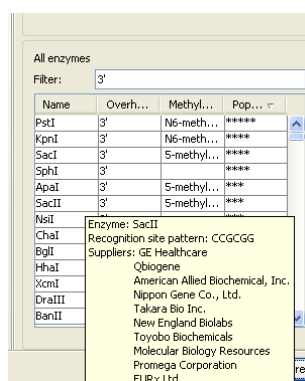 All enzymes
Filter: 3'
Name Overh... Methyl... Pop...
PstI 3' N6-meth... *****
KpnI 3' N6-meth... ****
SacI 3' 5-methyl... ****
SphI 3' ****
ApaI 3' 5-methyl... ***
SacII 3' 5-methyl... ***
NsiI
ChaI
BglI
HhaI
XcmI
DraIII
BanII
Enzyme: SacII
Recognition site pattern: CCGCGG
Suppliers: GE Healthcare
Qbiogene
American Allied Biochemical, Inc.
Nippon Gene Co., Ltd.
Takara Bio Inc.
New England Biolabs
Toyobo Biochemicals
Molecular Biology Resources
Promega Corporation
EURx Ltd.